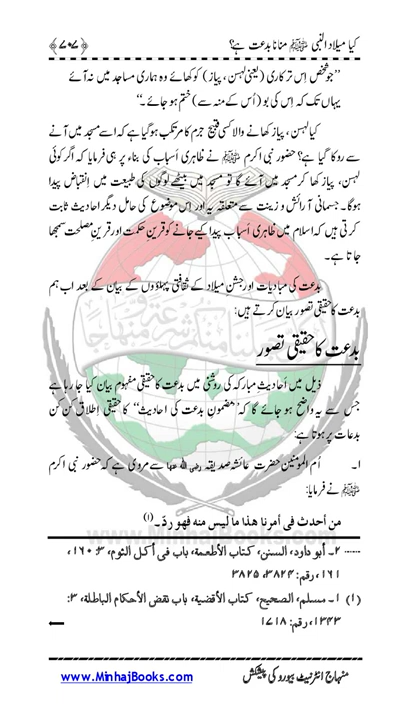 کیا میلاد النبی ﷺ منانا بدعت ہے؟ ﴿۷۰۷﴾
’’جو شخص اِس ترکاری (یعنی لہسن، پیاز) کو کھائے وہ ہماری مساجد میں نہ آئے
یہاں تک کہ اِس کی بو (اُس کے منہ سے) ختم ہو جائے۔‘‘
کیا لہسن، پیاز کھانے والا کسی قبیح جرم کا مرتکب ہوگیا ہے کہ اسے مسجد میں آنے
سے روکا گیا ہے؟ حضور نبی اکرم ﷺ نے ظاہری اَسباب کی بناء پر ہی فرمایا کہ اگر کوئی
لہسن، پیاز کھا کر مسجد میں آئے گا تو مسجد میں بیٹھے لوگوں کی طبیعت میں اِنقباض پیدا
ہوگا۔ جسمانی آرائش و زینت سے متعلقہ یہ اور اس موضوع کی حامل دیگر احادیث ثابت
کرتی ہیں کہ اسلام میں ظاہری اَسباب پیدا کیے جانے کو قرینِ حکمت اور قرینِ مصلحت سمجھا
جاتا ہے۔
بدعت کی مبادیات اور جشنِ میلاد کے ثقافتی پہلوؤں کے بیان کے بعد اب ہم
بدعت کا حقیقی تصور بیان کرتے ہیں:
بدعت کا حقیقی تصور
ذیل میں اَحادیثِ مبارکہ کی روشنی میں بدعت کا حقیقی مفہوم بیان کیا جا رہا ہے
جس سے یہ واضح ہو جائے گا کہ ’’مضمونِ بدعت کی احادیث‘‘ کا حقیقی اطلاق کن کن
بدعات پر ہوتا ہے:
۱۔ اُم المؤمنین حضرت عائشہ صدیقہ رضی اللہ عنہا سے مروی ہے کہ حضور نبی اکرم
ﷺ نے فرمایا:
من أحدث فى أمرنا هذا ما ليس منه فهو ردّ۔(۱)
www.MinhajBooks.com
...... ۲۔ أبو داود، السنن، كتاب الأطعمة، باب فى أكل الثوم، ۳: ۱۶۰،
۱۶۱، رقم: ۳۸۲۴، ۳۸۲۵
(۱) ۱۔ مسلم، الصحيح، كتاب الأقضية، باب نقض الأحكام الباطلة، ۳:
۱۳۴۳، رقم: ۱۷۱۸
منہاج انٹرنیٹ بیورو کی پیشکش www.MinhajBooks.com